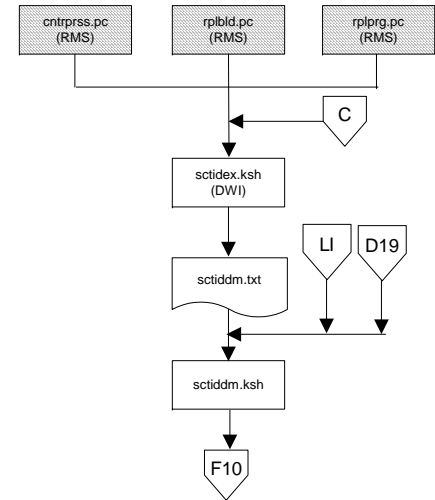 cntrprss.pc
(RMS)
rplbld.pc
(RMS)
rplprg.pc
(RMS)
C
sctidex.ksh
(DWI)
LI
D19
sctiddm.txt
sctiddm.ksh
F10